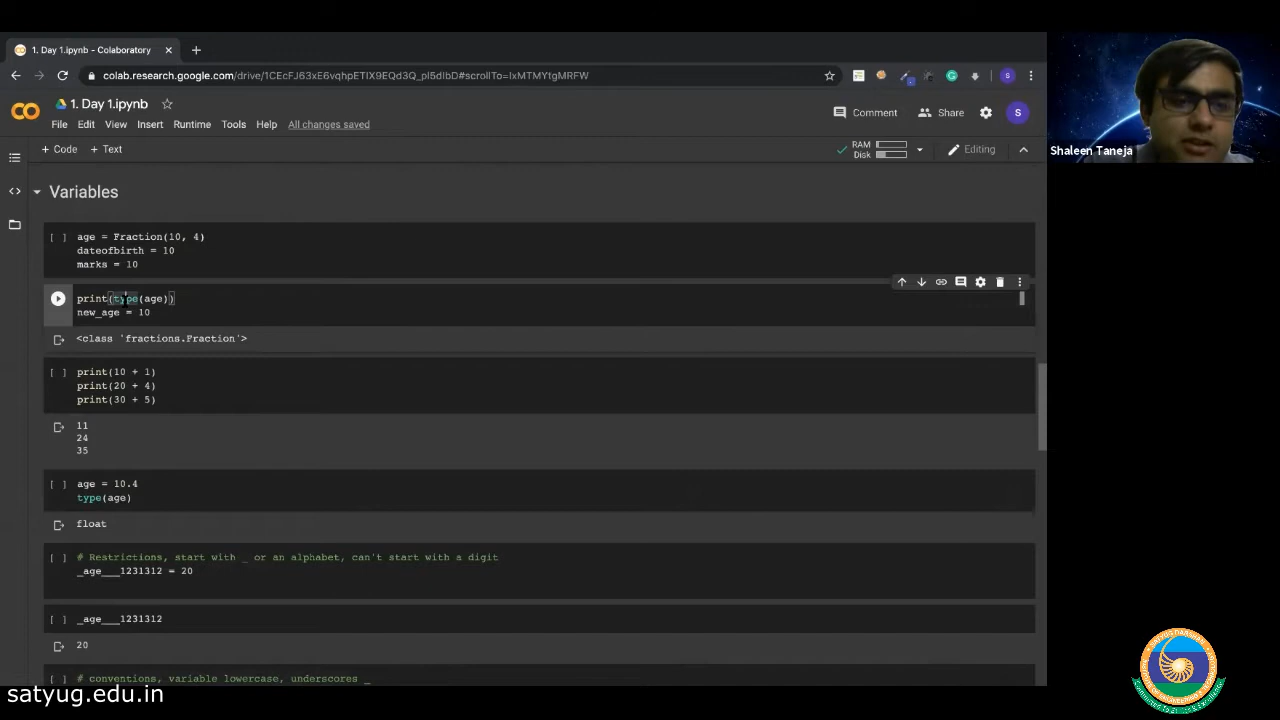 1. Day 1.ipynb - Colaboratory
colab.research.google.com/drive/1CEcFJ63xE6vqhpETIX9EQd3Q_pl5dIbD#scrollTo=IxMTMYtgMRFW
S
1. Day 1.ipynb
Comment
Share
S
File Edit View Insert Runtime Tools Help All changes saved
+ Code + Text
RAM
Disk
Editing
Variables
[ ] age = Fraction(10, 4)
dateofbirth = 10
marks = 10
print(type(age))
new_age = 10
<class 'fractions.Fraction'>
[ ] print(10 + 1)
print(20 + 4)
print(30 + 5)
11
24
35
[ ] age = 10.4
type(age)
float
[ ] # Restrictions, start with _ or an alphabet, can't start with a digit
_age___1231312 = 20
[ ] _age___1231312
20
[ ] # conventions, variable lowercase, underscores _
Shaleen Taneja
satyug.edu.in